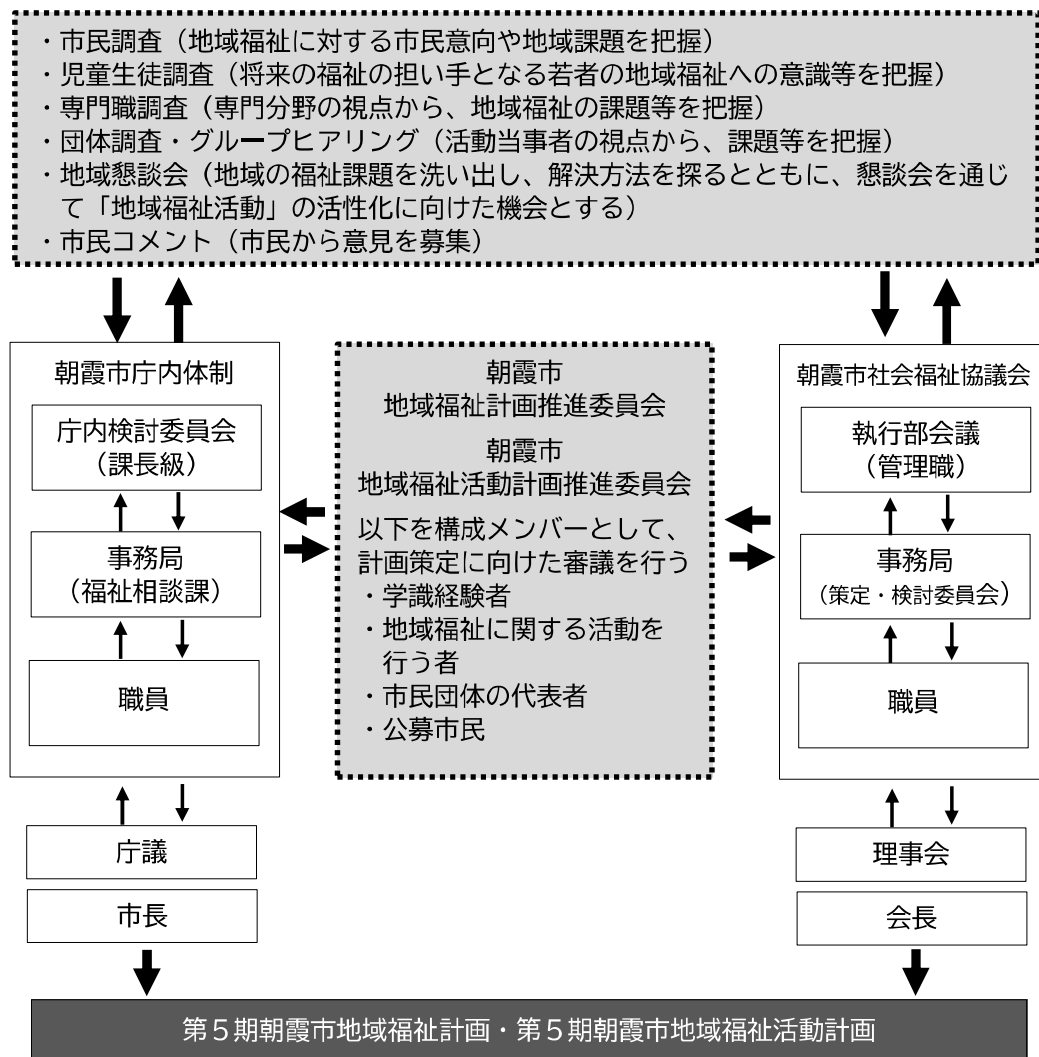 ・市民調査（地域福祉に対する市民意向や地域課題を把握）
・児童生徒調査（将来の福祉の担い手となる若者の地域福祉への意識等を把握）
・専門職調査（専門分野の視点から、地域福祉の課題等を把握）
・団体調査・グループヒアリング（活動当事者の視点から、課題等を把握）
・地域懇談会（地域の福祉課題を洗い出し、解決方法を探るとともに、懇談会を通じ
て「地域福祉活動」の活性化に向けた機会とする）
・市民コメント（市民から意見を募集）
朝霞市庁内体制
庁内検討委員会
（課長級）
事務局
（福祉相談課）
職員
庁議
市長
朝霞市
地域福祉計画推進委員会
朝霞市
地域福祉活動計画推進委員会
以下を構成メンバーとして、
計画策定に向けた審議を行う
・学識経験者
・地域福祉に関する活動を
行う者
・市民団体の代表者
・公募市民
朝霞市社会福祉協議会
執行部会議
（管理職）
事務局
（策定・検討委員会）
職員
理事会
会長
第５期朝霞市地域福祉計画・第５期朝霞市地域福祉活動計画